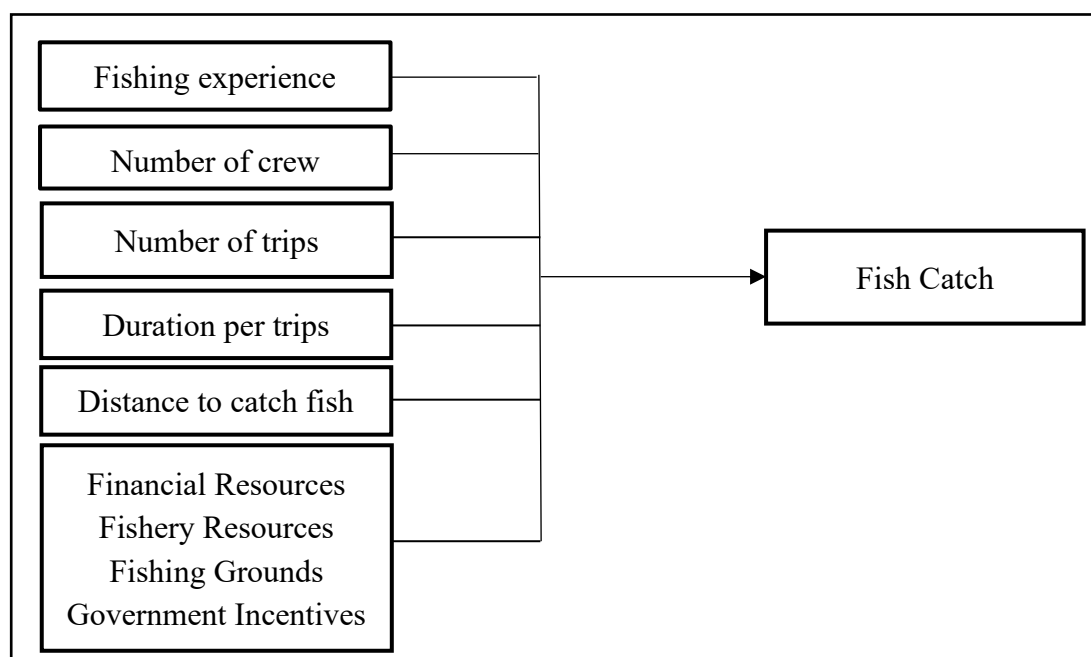 Fishing experience
Number of crew
Number of trips
Duration per trips
Distance to catch fish
Financial Resources
Fishery Resources
Fishing Grounds
Government Incentives
Fish Catch